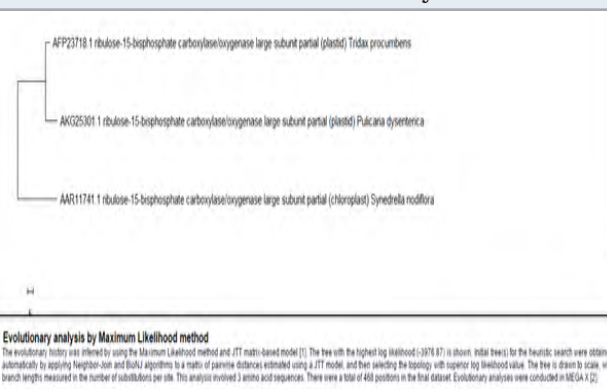 AFP23718.1 ribulose-15-bisphosphate carboxylase/oxygenase large subunit partial (plastid) Tridax procumbens
AKG25301.1 ribulose-15-bisphosphate carboxylase/oxygenase large subunit partial (plastid) Pulicaria dysenterica
AAR11741.1 ribulose-15-bisphosphate carboxylase/oxygenase large subunit partial (chloroplast) Synedrella nodiflora
Evolutionary analysis by Maximum Likelihood method
The evolutionary history was inferred by using the Maximum Likelihood method and JTT matrix-based model [1]. The tree with the highest log likelihood (-3976.87) is shown. Initial tree(s) for the heuristic search were obtaine
automatically by applying Neighbor-Join and BioNJ algorithms to a matrix of pairwise distances estimated using a JTT model, and then selecting the topology with superior log likelihood value. The tree is drawn to scale, w
branch lengths measured in the number of substitutions per site. This analysis involved 3 amino acid sequences. There were a total of 468 positions in the final dataset. Evolutionary analyses were conducted in MEGA X [2]